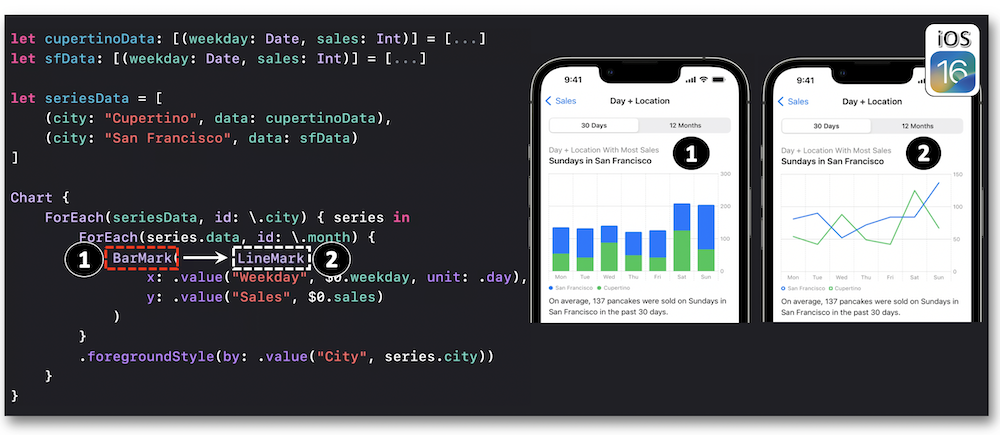 let cupertinoData: [(weekday: Date, sales: Int)] = [...]
let sfData: [(weekday: Date, sales: Int)] = [...]
let seriesData = [
(city: "Cupertino", data: cupertinoData),
(city: "San Francisco", data: sfData)
]
Chart {
ForEach(seriesData, id: \.city) { series in
ForEach(series.data, id: \.month) {
1 BarMark( LineMark 2
x: .value("Weekday", $0.weekday, unit: .day),
y: .value("Sales", $0.sales)
)
}
.foregroundStyle(by: .value("City", series.city))
}
}
9:41
Sales Day + Location
30 Days 12 Months
Day + Location With Most Sales
Sundays in San Francisco
1
300
200
100
0
Mon Tue Wed Thu Fri Sat Sun
San Francisco Cupertino
On average, 137 pancakes were sold on Sundays in
San Francisco in the past 30 days.
iOS
16
9:41
Sales Day + Location
30 Days 12 Months
Day + Location With Most Sales
Sundays in San Francisco
2
150
100
50
0
Mon Tue Wed Thu Fri Sat Sun
San Francisco Cupertino
On average, 137 pancakes were sold on Sundays in
San Francisco in the past 30 days.